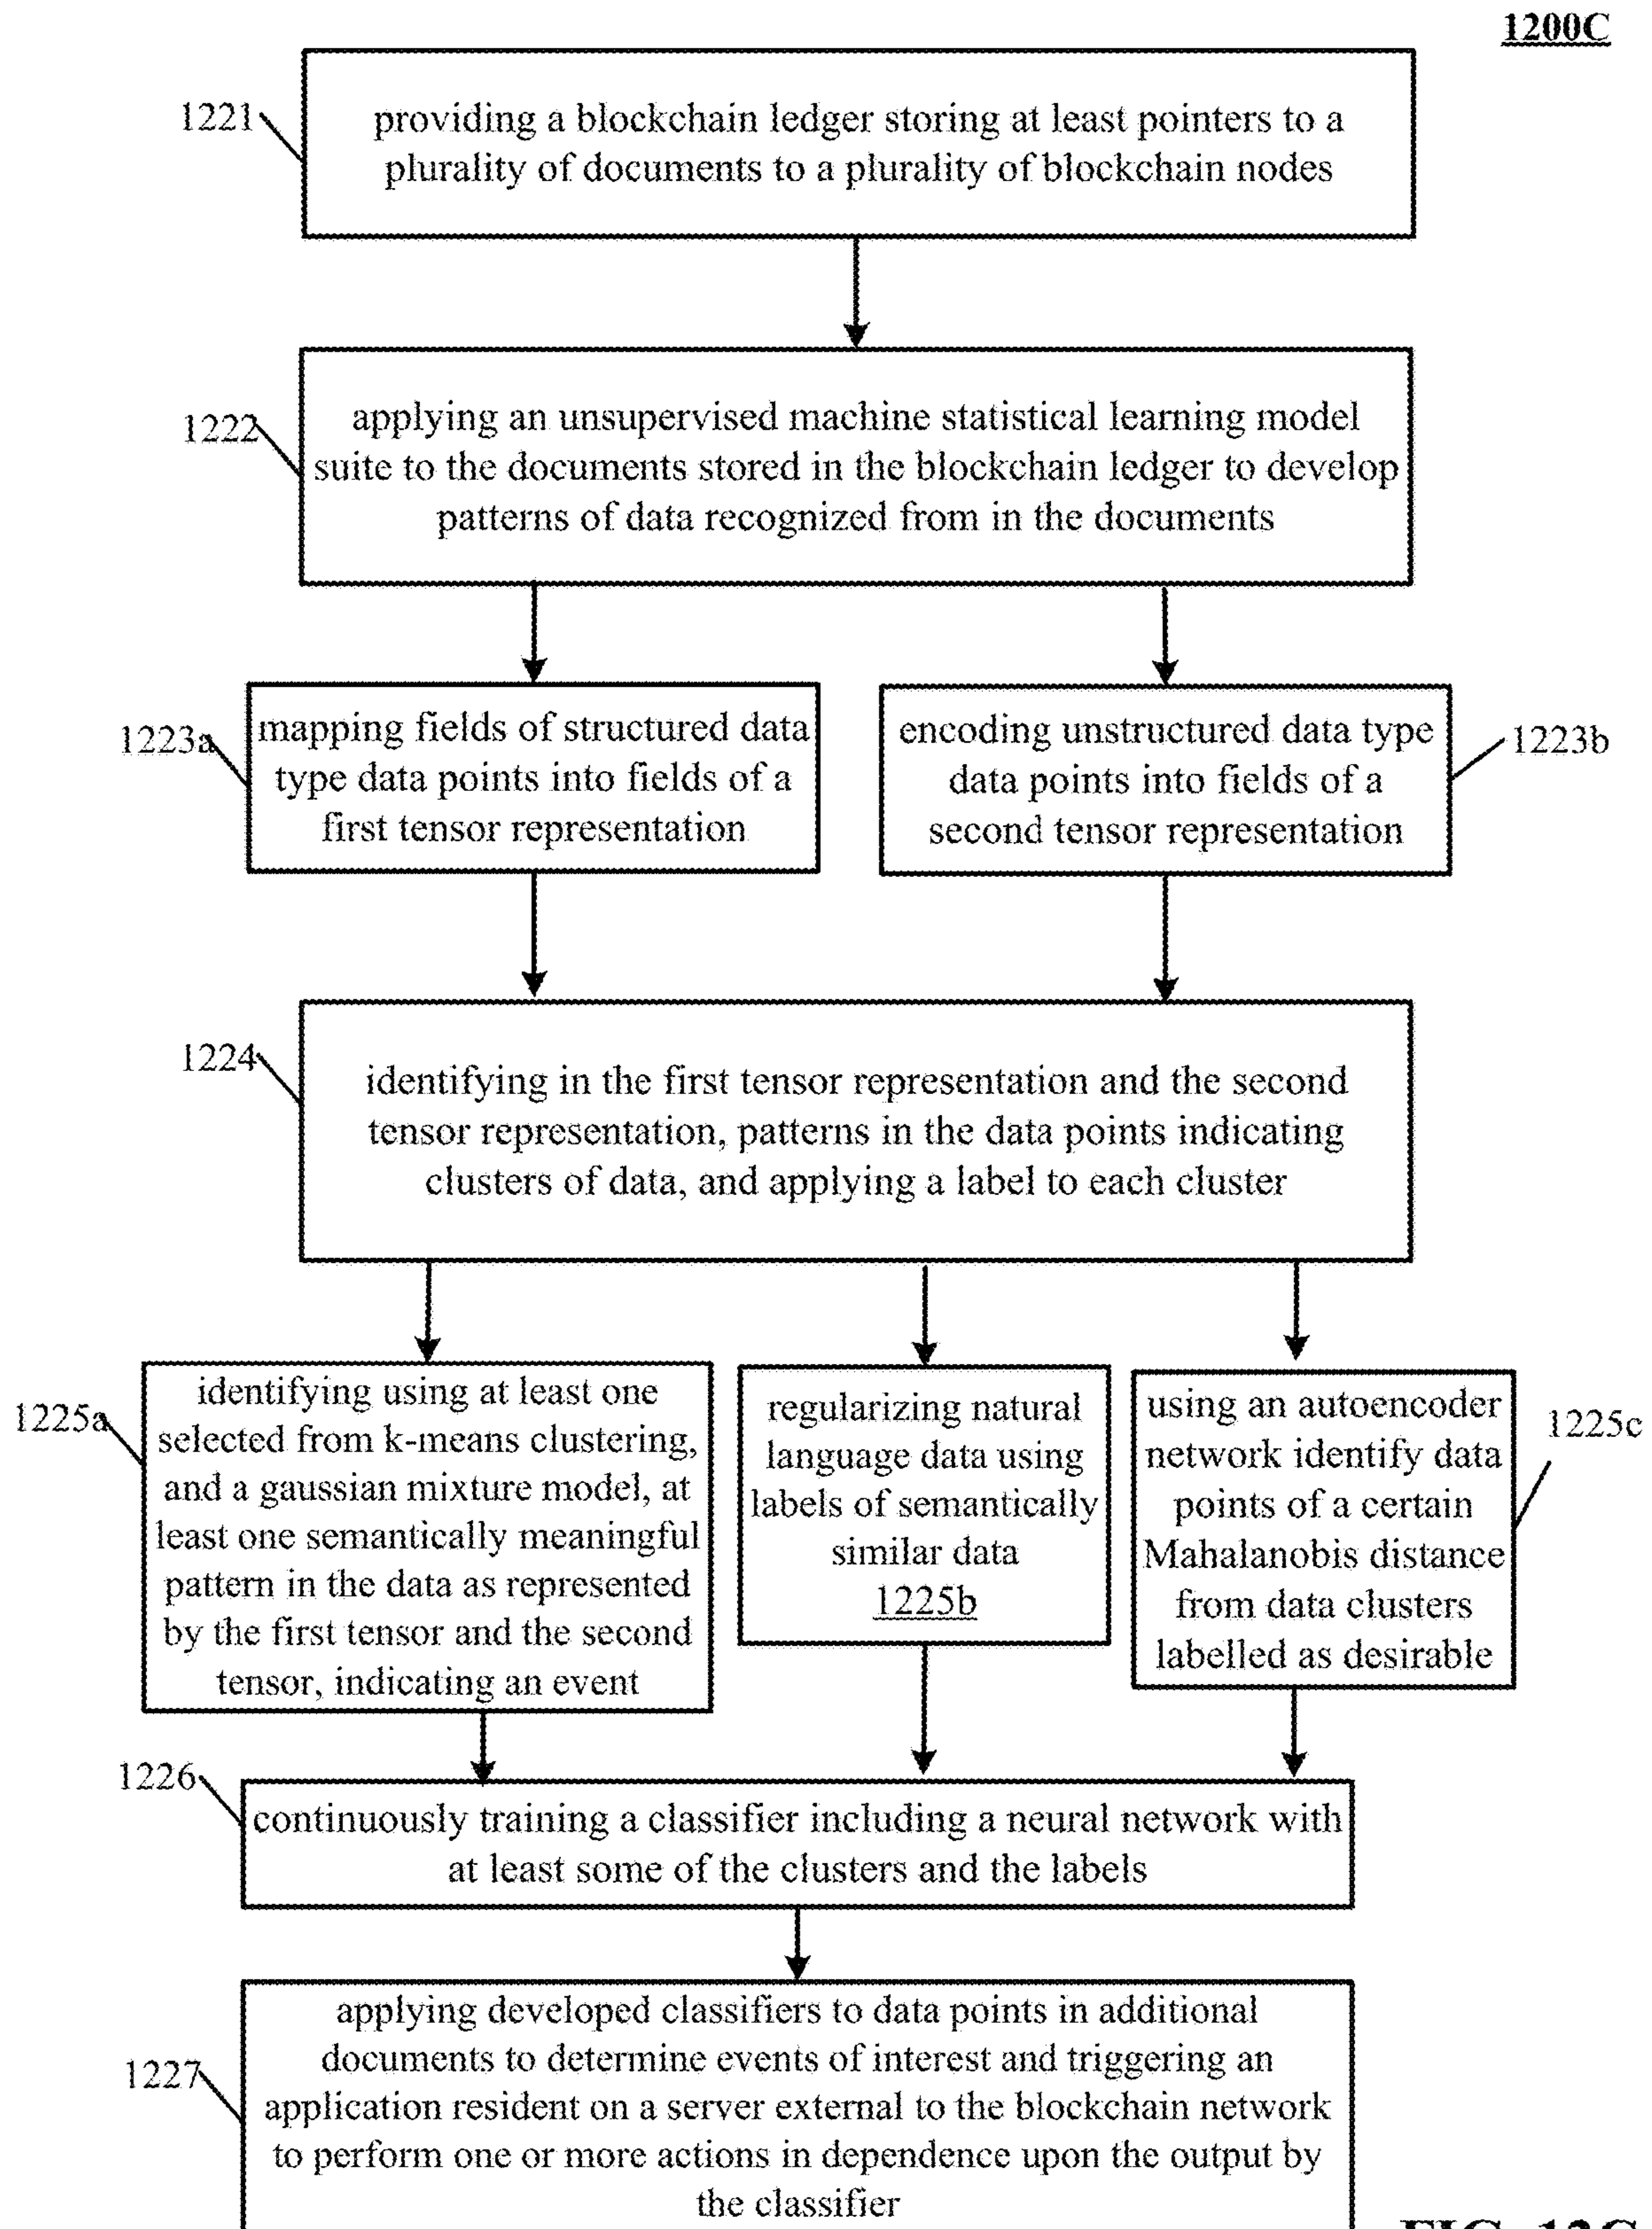 1200C
1221
providing a blockchain ledger storing at least pointers to a
plurality of documents to a plurality of blockchain nodes
1222
applying an unsupervised machine statistical learning model
suite to the documents stored in the blockchain ledger to develop
patterns of data recognized from in the documents
1223a
mapping fields of structured data
type data points into fields of a
first tensor representation
encoding unstructured data type
data points into fields of a
second tensor representation
1223b
1224
identifying in the first tensor representation and the second
tensor representation, patterns in the data points indicating
clusters of data, and applying a label to each cluster
1225a
identifying using at least one
selected from k-means clustering,
and a gaussian mixture model, at
least one semantically meaningful
pattern in the data as represented
by the first tensor and the second
tensor, indicating an event
regularizing natural
language data using
labels of semantically
similar data
1225b
using an autoencoder
network identify data
points of a certain
Mahalanobis distance
from data clusters
labelled as desirable
1225c
1226
continuously training a classifier including a neural network with
at least some of the clusters and the labels
1227
applying developed classifiers to data points in additional
documents to determine events of interest and triggering an
application resident on a server external to the blockchain network
to perform one or more actions in dependence upon the output by
the classifier